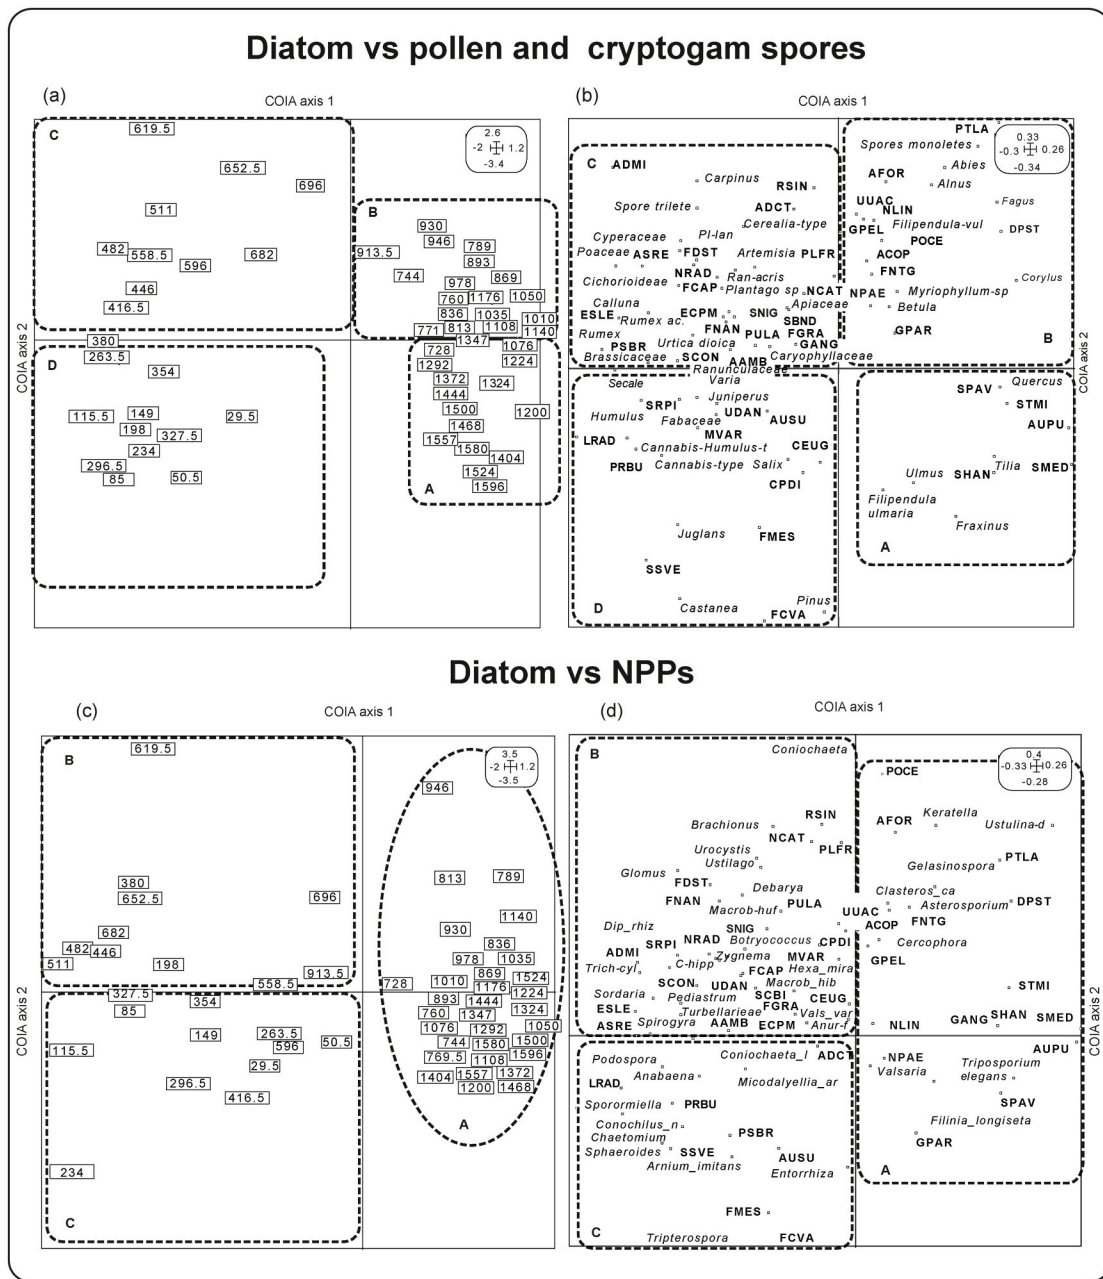 Diatom vs pollen and cryptogam spores
(a)
COIA axis 1
COIA axis 2
2.6
-2 1.2
-3.4
C
619.5
652.5
696
511
482
558.5
682
596
446
416.5
B
930
946
789
913.5
893
744
978
869
760
1176
1050
836
1035
1010
771
813
1108
1140
1347
380
D
263.5
354
115.5
149
29.5
198
327.5
234
296.5
85
50.5
728
1076
1292
1224
1372
1324
1444
1500
1200
1468
1557
1580
1404
1524
A
1596
(b)
COIA axis 1
COIA axis 2
0.33
-0.3 0.26
-0.34
C
ADMI
Carpinus
RSIN
Spore trilete
ADCT
Cerealia-type
Cyperaceae
Pl-lan
Poaceae
ASRE
FDST
Artemisia
PLFR
Cichorioideae
NRAD
Ran-acris
FCAP
Plantago sp
NCAT
Calluna
Apiaceae
ESLE
Rumex ac.
ECPM
SNIG
SBND
FNAN
Rumex
PULA
FGRA
PSBR
Urtica dioica
GANG
Brassicaceae
SCON
AAMB
Caryophyllaceae
Ranunculaceae
PTLA
Spores monoletes
AFOR
Abies
Alnus
UUAC
Fagus
NLIN
GPEL
Filipendula-vul
DPST
POCE
ACOP
FNTG
Corylus
NPAE
Myriophyllum-sp
Betula
GPAR
B
Secale
Varia
SRPI
Juniperus
Humulus
UDAN
Fabaceae
AUSU
LRAD
MVAR
CEUG
Cannabis-Humulus-t
PRBU
Cannabis-type
Salix
CPDI
Juglans
FMES
SSVE
D
Castanea
Pinus
FCVA
SPAV
Quercus
STMI
AUPU
Tilia
SMED
Ulmus
SHAN
Filipendula
ulmaria
Fraxinus
A
Diatom vs NPPs
(c)
COIA axis 1
COIA axis 2
3.5
-2 1.2
-3.5
B
619.5
380
652.5
696
682
482
446
511
198
913.5
558.5
946
813
789
1140
930
836
978
1035
728
1010
869
1524
1176
893
1444
1224
760
1347
1324
1076
1292
1050
744
1580
1500
769.5
1108
1596
1404
1557
1372
1200
1468
A
327.5
354
85
149
263.5
50.5
115.5
596
29.5
296.5
416.5
234
C
(d)
COIA axis 1
COIA axis 2
0.4
-0.33 0.26
-0.28
B
Coniochaeta
RSIN
Brachionus
NCAT
PLFR
Urocystis
Ustilago
Glomus
FDST
Debarya
FNAN
Macrob-huf
PULA
Dip_rhiz
SNIG
UUAC
SRPI
NRAD
Botryococcus
CPDI
ADMI
Zygnema
MVAR
Trich-cyl
C-hipp
FCAP
Hexa_mira
SCON
UDAN
Macrob_hib
Sordaria
Pediastrum
SCBI
CEUG
ESLE
Turbellarieae
FGRA
Vals_var
ASRE
Spirogyra
AAMB
ECPM
Anur-f
POCE
AFOR
Keratella
Ustulina-d
PTLA
Gelasinospora
Clasteros_ca
Asterosporium
DPST
ACOP
FNTG
Cercophora
GPEL
STMI
NLIN
GANG
SHAN
SMED
Podospora
Coniochaeta_l
ADCT
LRAD
Anabaena
Micodalyellia_ar
Sporormiella
PRBU
Conochilus_n
PSBR
Chaetomium
Sphaeroides
SSVE
AUSU
Arnium_imitans
Entorrhiza
FMES
C
Tripterospora
FCVA
AUPU
NPAE
Valsaria
Triposporium
elegans
SPAV
Filinia_longiseta
GPAR
A